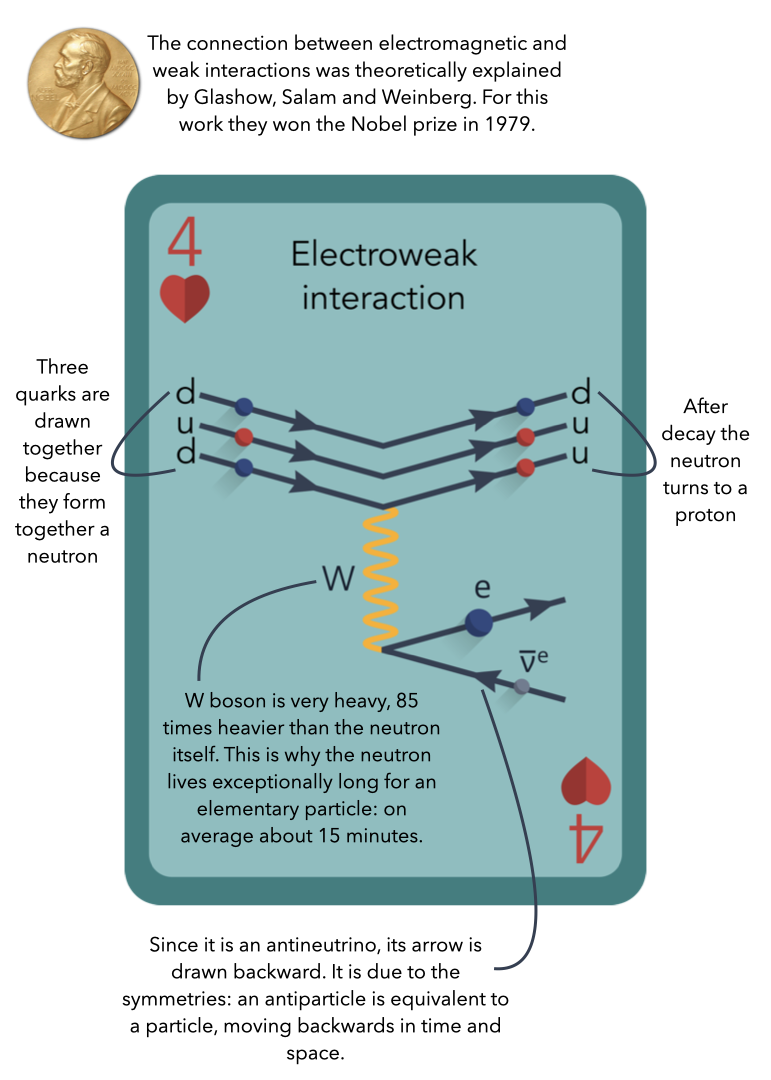 The connection between electromagnetic and
weak interactions was theoretically explained
by Glashow, Salam and Weinberg. For this
work they won the Nobel prize in 1979.
4
Electroweak
interaction
Three
quarks are
drawn
together
because
they form
together a
neutron
d
u
d
d
u
u
After
decay the
neutron
turns to a
proton
W
e
ν̅e
W boson is very heavy, 85
times heavier than the neutron
itself. This is why the neutron
lives exceptionally long for an
elementary particle: on
average about 15 minutes.
4
Since it is an antineutrino, its arrow is
drawn backward. It is due to the
symmetries: an antiparticle is equivalent to
a particle, moving backwards in time and
space.